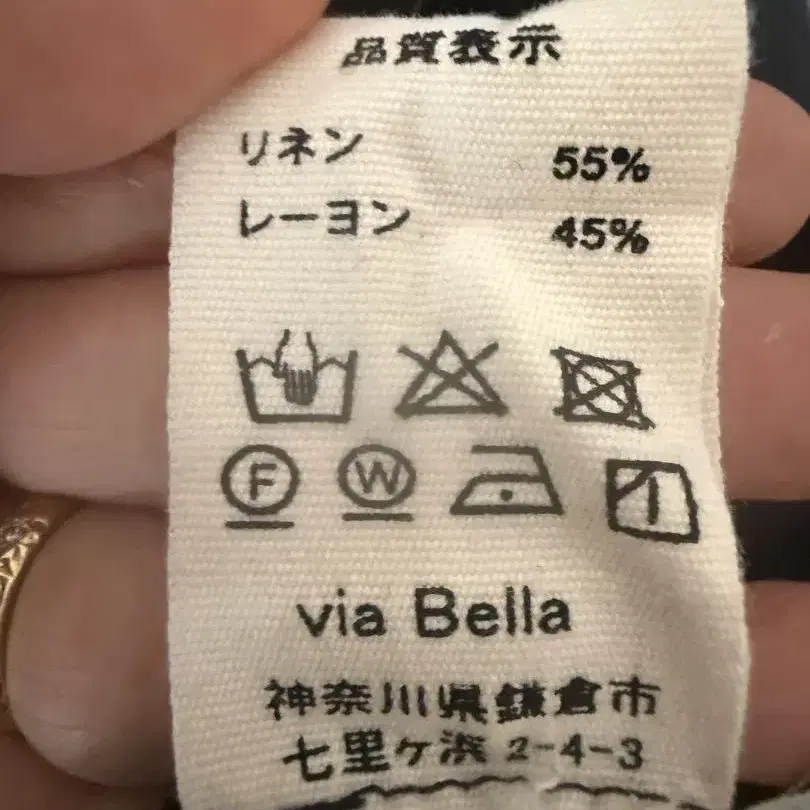 品質表示
リネン 55%
レーヨン 45%
F W
via Bella
神奈川県鎌倉市
七里ケ浜 2-4-3